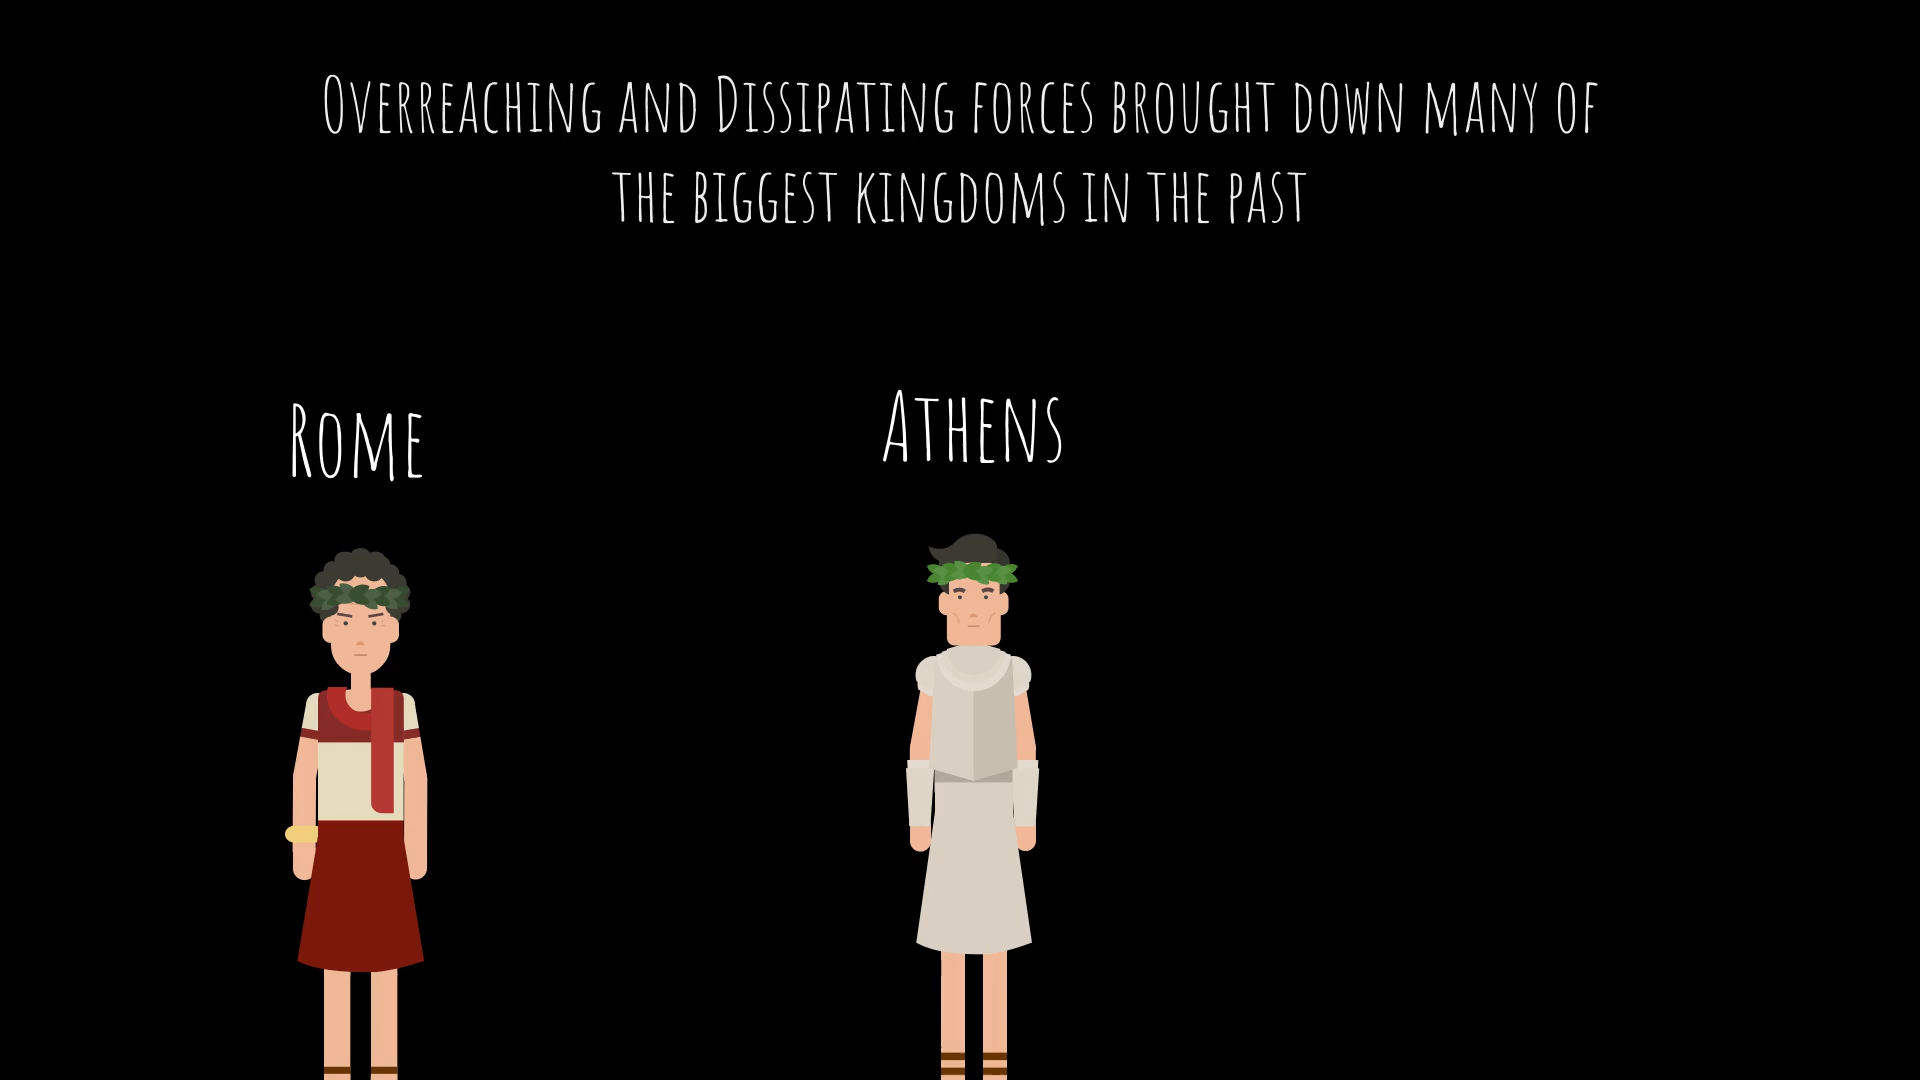 Overreaching and Dissipating forces brought down many of
the biggest kingdoms in the past
Rome
Athens